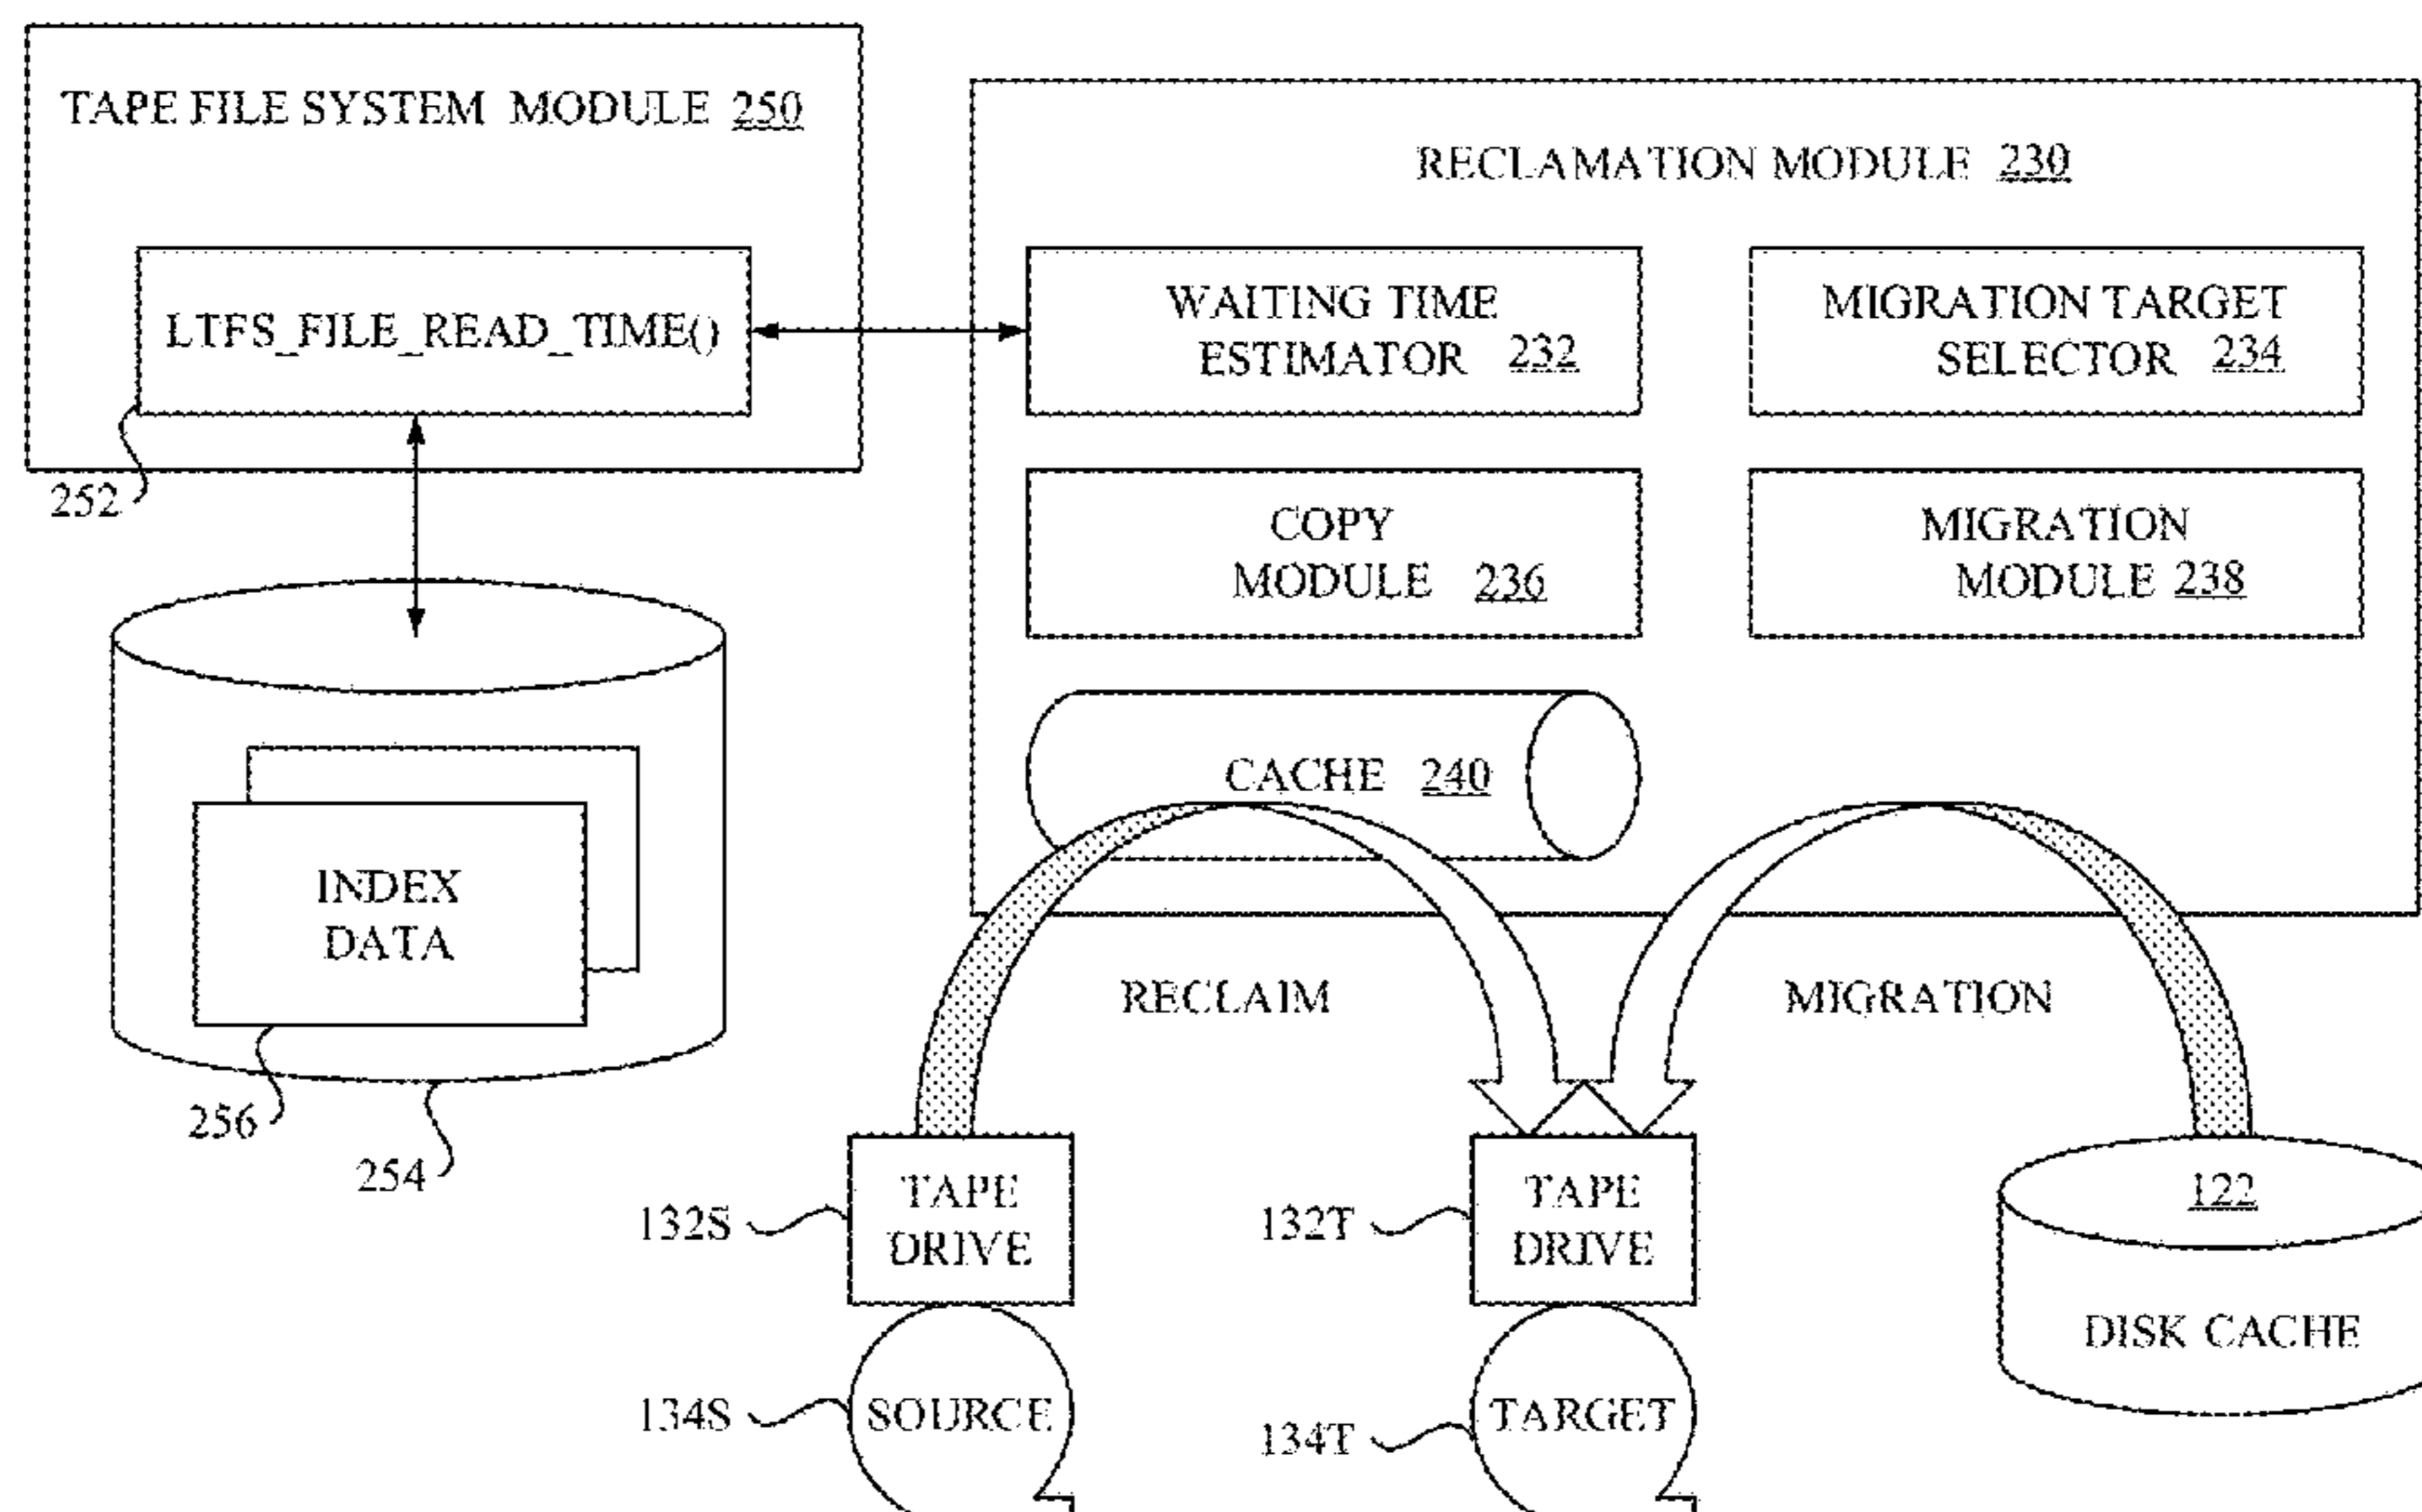 TAPE FILE SYSTEM MODULE 250
LTFS_FILE_READ_TIME()
252
RECLAMATION MODULE 230
WAITING TIME
ESTIMATOR 232
MIGRATION TARGET
SELECTOR 234
COPY
MODULE 236
MIGRATION
MODULE 238
CACHE 240
INDEX
DATA
256
254
RECLAIM
MIGRATION
132S
TAPE
DRIVE
132T
TAPE
DRIVE
122
DISK CACHE
134S
SOURCE
134T
TARGET